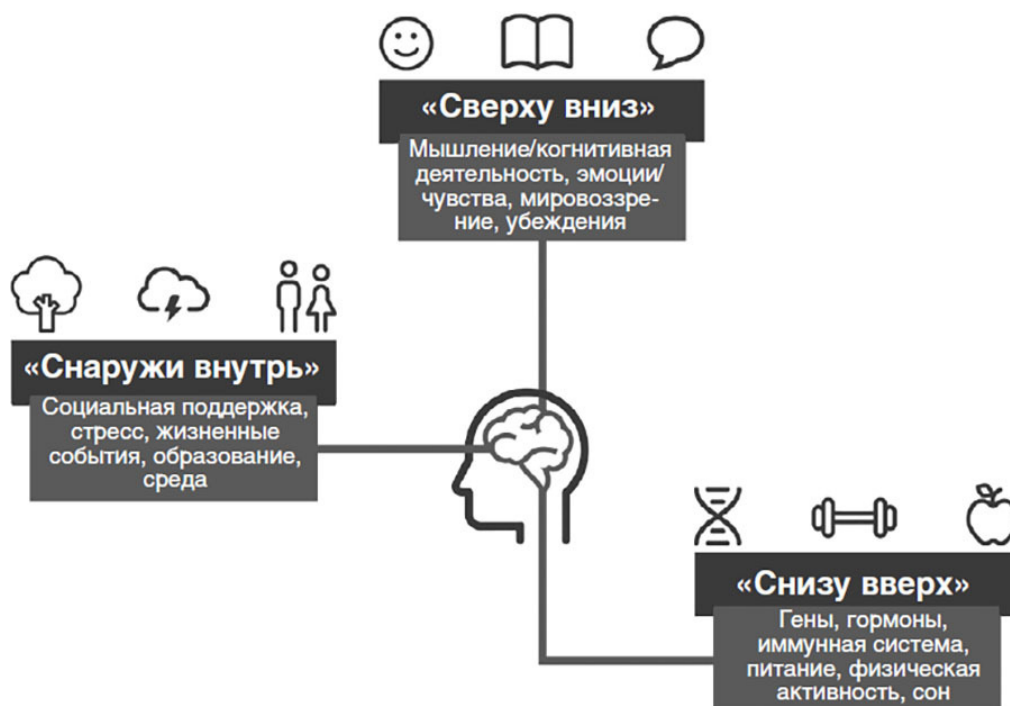 «Сверху вниз»
Мышление/когнитивная
деятельность, эмоции/
чувства, мировоззре-
ние, убеждения
«Снаружи внутрь»
Социальная поддержка,
стресс, жизненные
события, образование,
среда
«Снизу вверх»
Гены, гормоны,
иммунная система,
питание, физическая
активность, сон